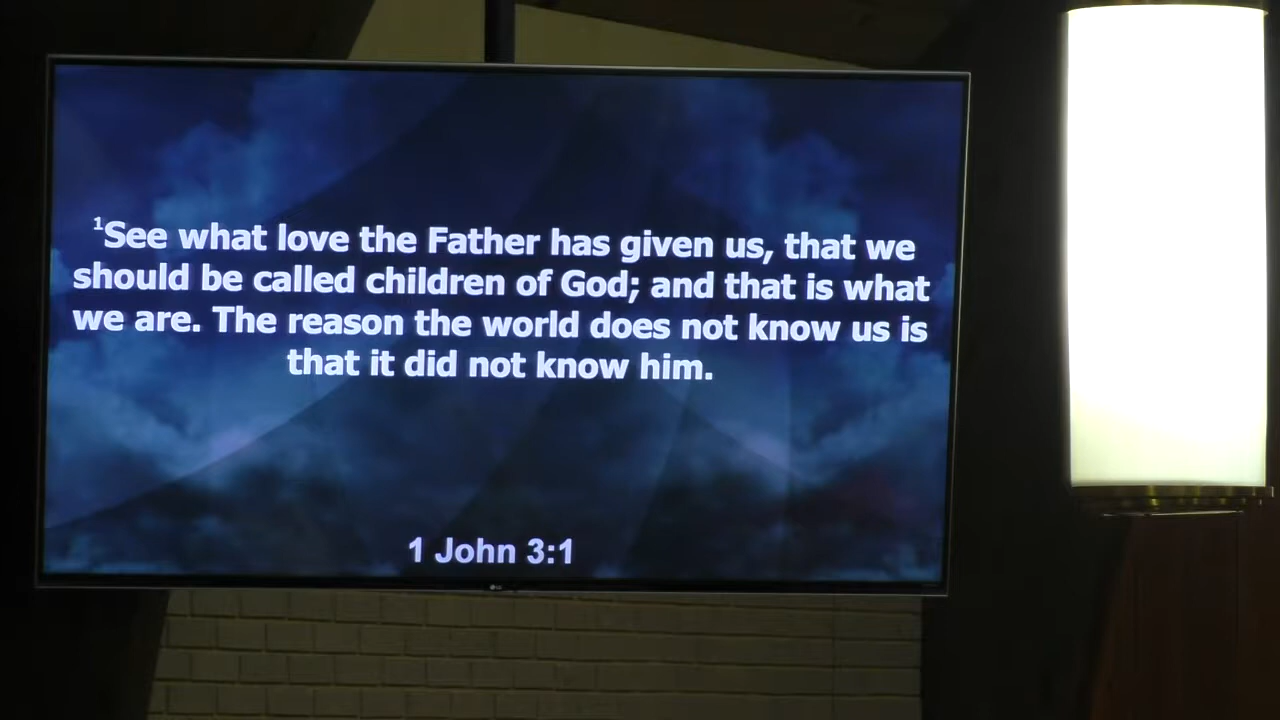 ¹See what love the Father has given us, that we
should be called children of God; and that is what
we are. The reason the world does not know us is
that it did not know him.
1 John 3:1
LG